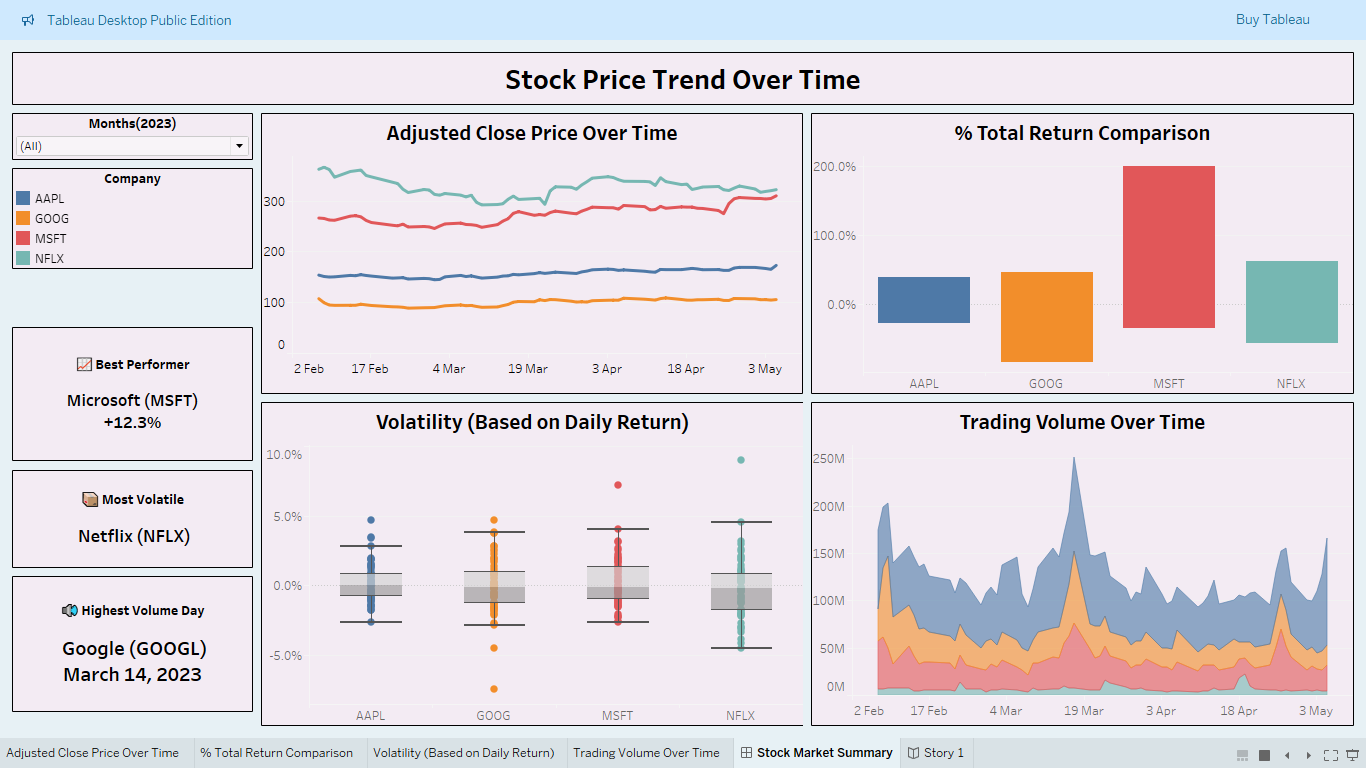 Tableau Desktop Public Edition
Buy Tableau
Stock Price Trend Over Time
Months(2023)
(All)
Company
AAPL
GOOG
MSFT
NFLX
Best Performer
Microsoft (MSFT)
+12.3%
Most Volatile
Netflix (NFLX)
Highest Volume Day
Google (GOOGL)
March 14, 2023
Adjusted Close Price Over Time
300
200
100
0
2 Feb 17 Feb 4 Mar 19 Mar 3 Apr 18 Apr 3 May
% Total Return Comparison
200.0%
100.0%
0.0%
AAPL GOOG MSFT NFLX
Volatility (Based on Daily Return)
10.0%
5.0%
0.0%
-5.0%
AAPL GOOG MSFT NFLX
Trading Volume Over Time
250M
200M
150M
100M
50M
0M
2 Feb 17 Feb 4 Mar 19 Mar 3 Apr 18 Apr 3 May
Adjusted Close Price Over Time % Total Return Comparison Volatility (Based on Daily Return) Trading Volume Over Time Stock Market Summary Story 1